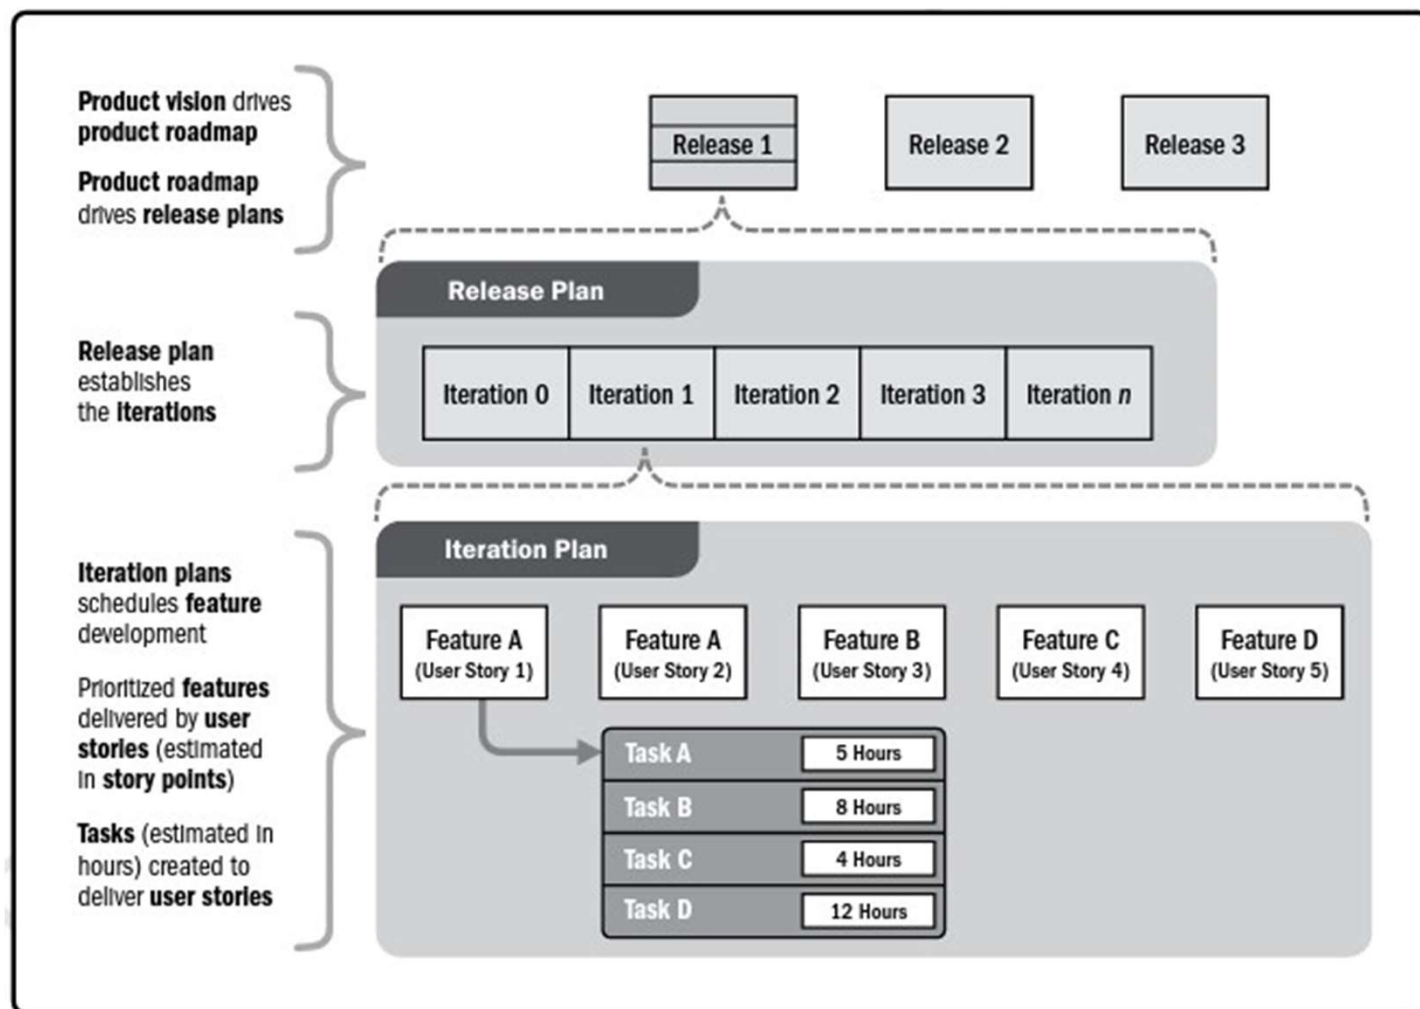 Product vision drives
product roadmap
Product roadmap
drives release plans
Release 1
Release 2
Release 3
Release Plan
Release plan
establishes
the Iterations
Iteration 0
Iteration 1
Iteration 2
Iteration 3
Iteration n
Iteration Plan
Iteration plans
schedules feature
development
Prioritized features
delivered by user
stories (estimated
in story points)
Tasks (estimated in
hours) created to
deliver user stories
Feature A
(User Story 1)
Feature A
(User Story 2)
Feature B
(User Story 3)
Feature C
(User Story 4)
Feature D
(User Story 5)
Task A
5 Hours
Task B
8 Hours
Task C
4 Hours
Task D
12 Hours